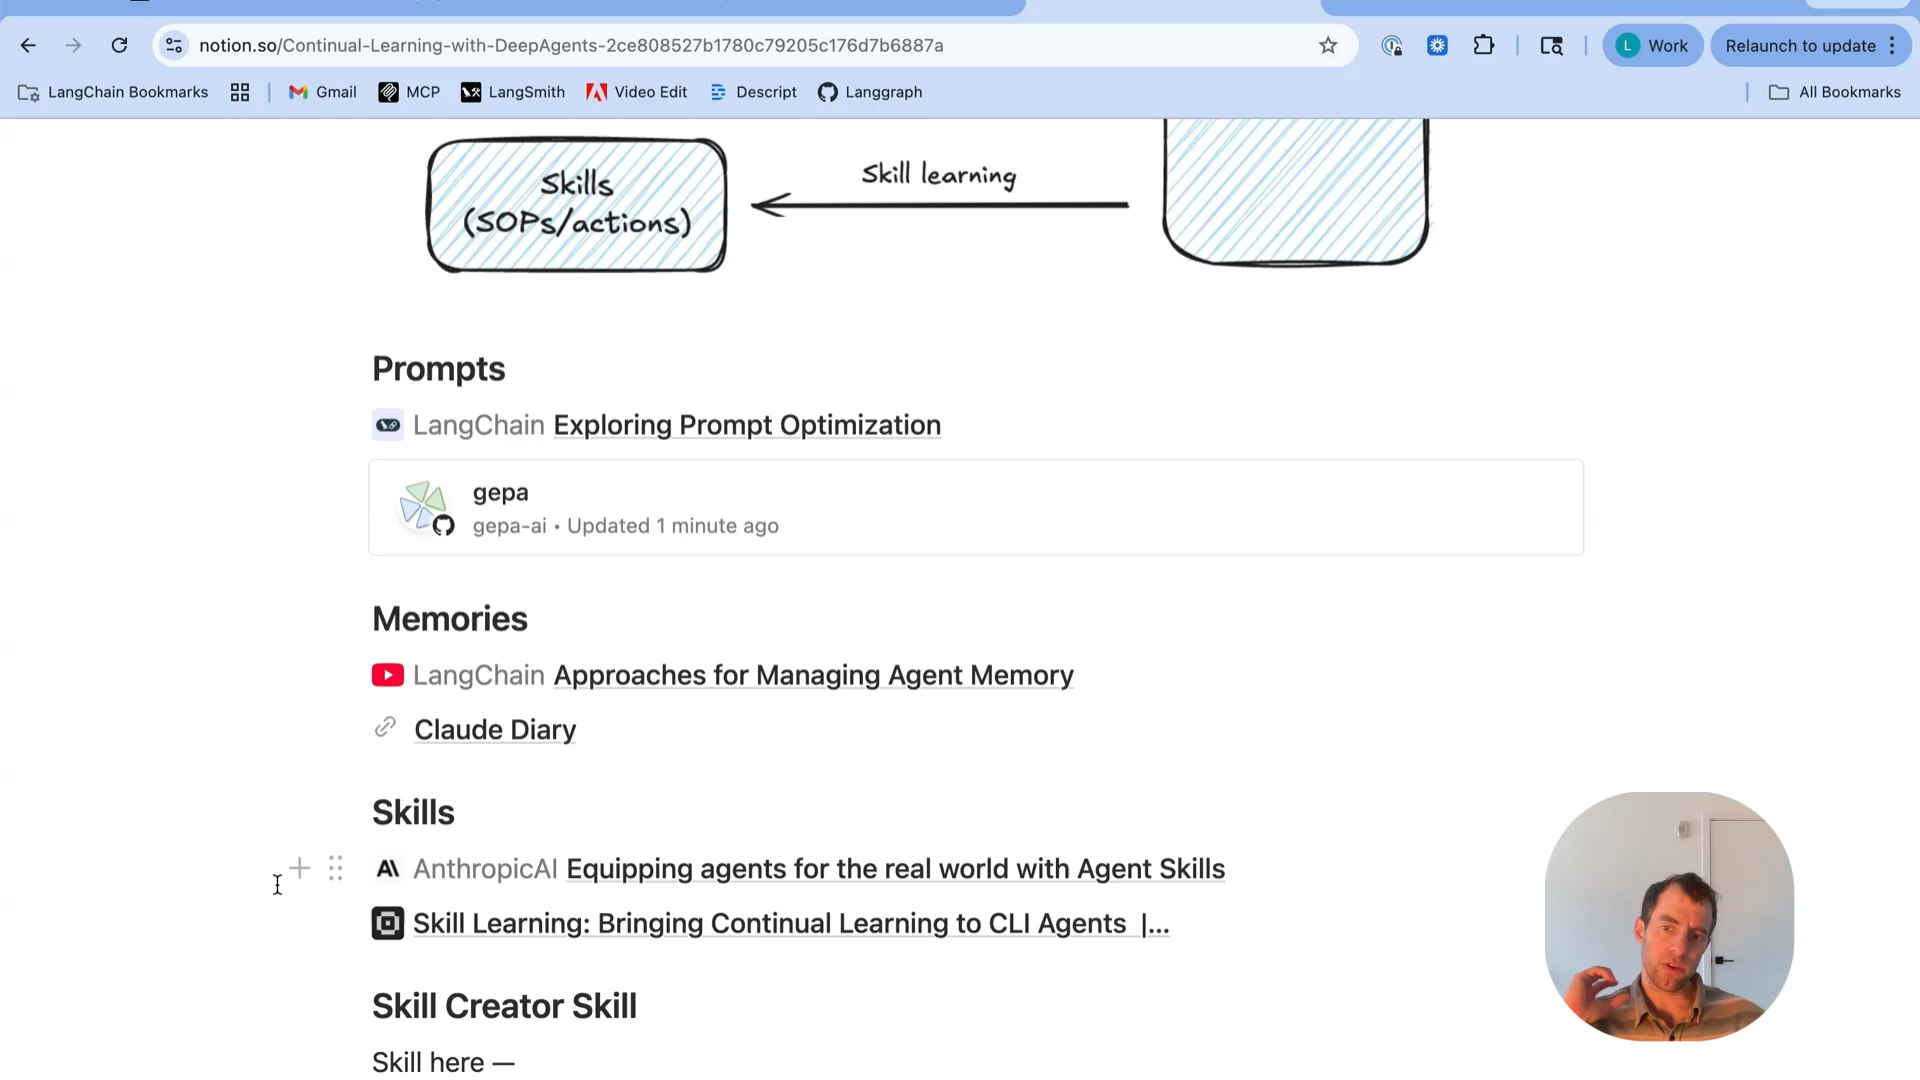 notion.so/Continual-Learning-with-DeepAgents-2ce808527b1780c79205c176d7b6887a
L Work
Relaunch to update
LangChain Bookmarks
Gmail
MCP
LangSmith
Video Edit
Descript
Langgraph
All Bookmarks
Skills
(SOPs/actions)
Skill learning
Prompts
LangChain Exploring Prompt Optimization
gepa
gepa-ai • Updated 1 minute ago
Memories
LangChain Approaches for Managing Agent Memory
Claude Diary
Skills
AnthropicAI Equipping agents for the real world with Agent Skills
Skill Learning: Bringing Continual Learning to CLI Agents |...
Skill Creator Skill
Skill here —